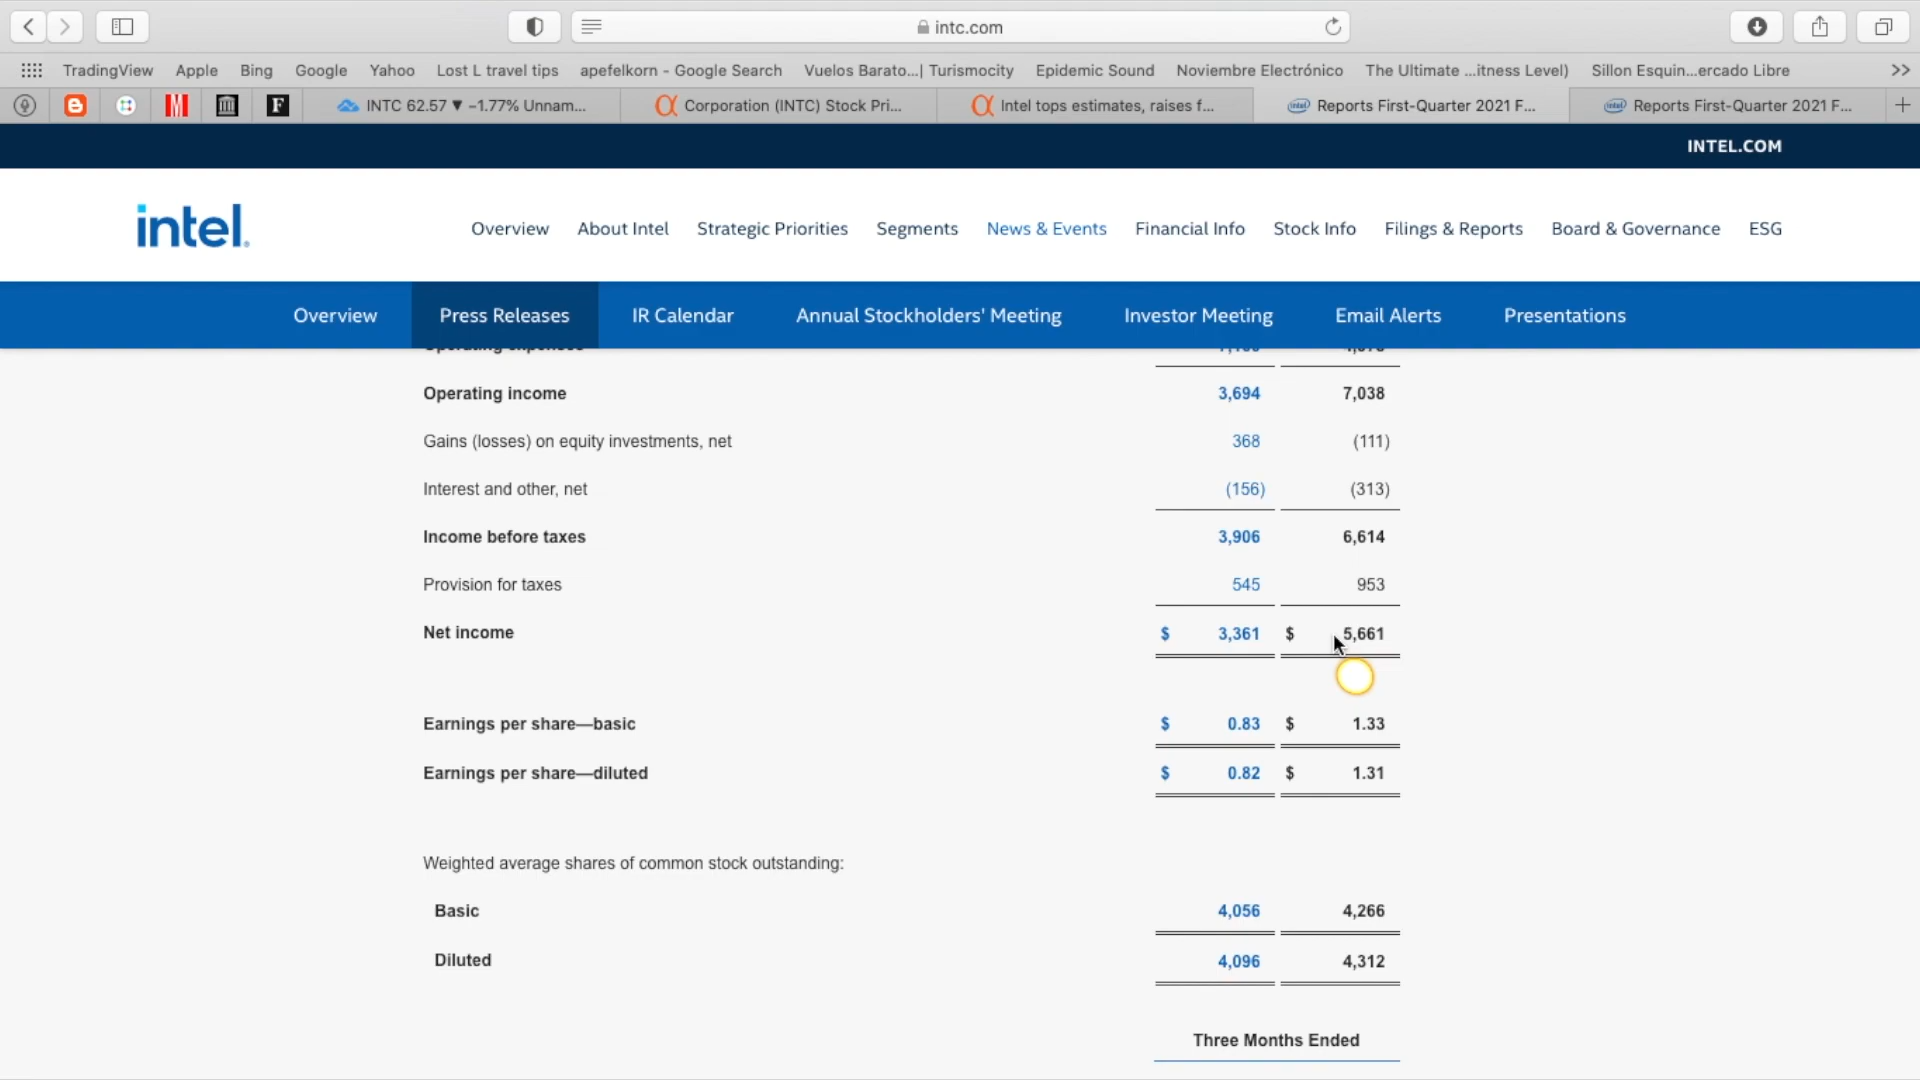 intc.com
TradingView Apple Bing Google Yahoo Lost L travel tips apefelkorn - Google Search Vuelos Barato...| Turismocity Epidemic Sound Noviembre Electrónico The Ultimate ...itness Level) Sillon Esquin...ercado Libre >>
INTC 62.57 ▼ −1.77% Unnam... Corporation (INTC) Stock Pri... Intel tops estimates, raises f... Reports First-Quarter 2021 F... Reports First-Quarter 2021 F...
INTEL.COM
intel.
Overview About Intel Strategic Priorities Segments News & Events Financial Info Stock Info Filings & Reports Board & Governance ESG
Overview Press Releases IR Calendar Annual Stockholders' Meeting Investor Meeting Email Alerts Presentations
Operating income 3,694 7,038
Gains (losses) on equity investments, net 368 (111)
Interest and other, net (156) (313)
Income before taxes 3,906 6,614
Provision for taxes 545 953
Net income $ 3,361 $ 5,661
Earnings per share—basic $ 0.83 $ 1.33
Earnings per share—diluted $ 0.82 $ 1.31
Weighted average shares of common stock outstanding:
Basic 4,056 4,266
Diluted 4,096 4,312
Three Months Ended